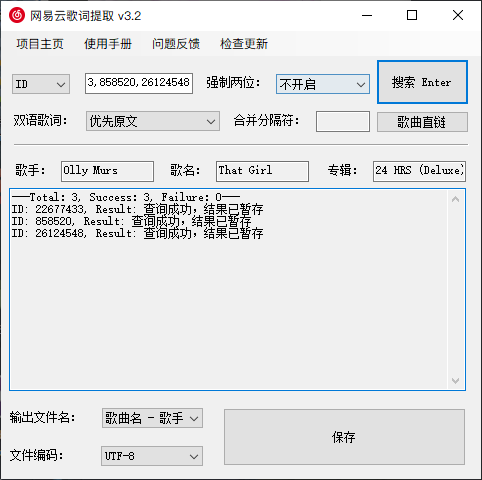 网易云歌词提取 v3.2
项目主页 使用手册 问题反馈 检查更新
ID 3,858520,26124548 强制两位： 不开启 搜索 Enter
双语歌词： 优先原文 合并分隔符： 歌曲直链
歌手： Olly Murs 歌名： That Girl 专辑： 24 HRS (Deluxe)
——Total: 3, Success: 3, Failure: 0——
ID: 22677433, Result: 查询成功，结果已暂存
ID: 858520, Result: 查询成功，结果已暂存
ID: 26124548, Result: 查询成功，结果已暂存
输出文件名： 歌曲名 - 歌手 保存
文件编码： UTF-8